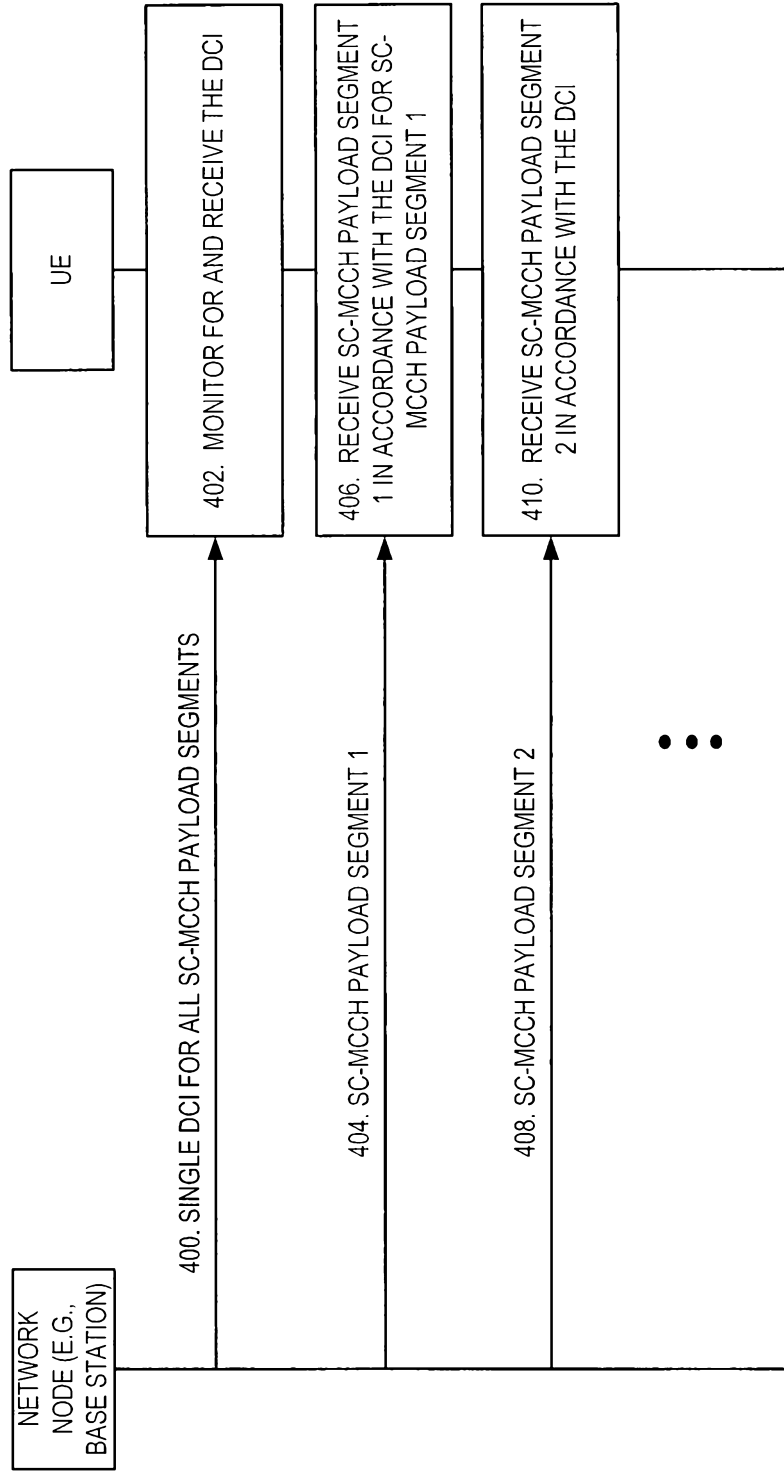 NETWORK
NODE (E.G.,
BASE STATION)
UE
400. SINGLE DCI FOR ALL SC-MCCH PAYLOAD SEGMENTS
402. MONITOR FOR AND RECEIVE THE DCI
404. SC-MCCH PAYLOAD SEGMENT 1
406. RECEIVE SC-MCCH PAYLOAD SEGMENT
1 IN ACCORDANCE WITH THE DCI FOR SC-
MCCH PAYLOAD SEGMENT 1
408. SC-MCCH PAYLOAD SEGMENT 2
410. RECEIVE SC-MCCH PAYLOAD SEGMENT
2 IN ACCORDANCE WITH THE DCI